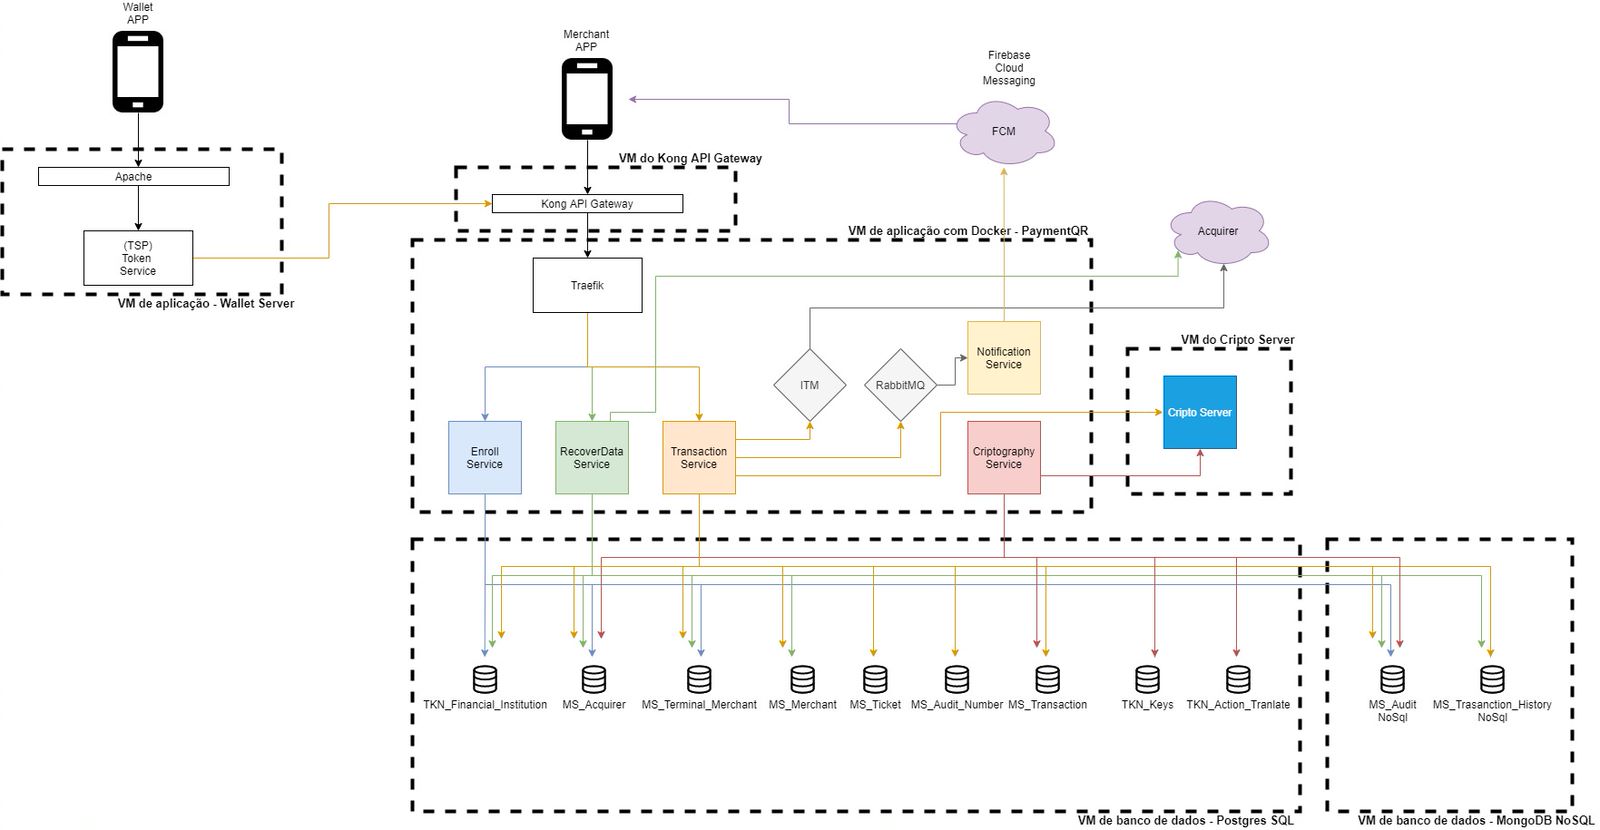 Wallet
APP
Merchant
APP
Firebase
Cloud
Messaging
FCM
VM do Kong API Gateway
Apache
Kong API Gateway
(TSP)
Token
Service
VM de aplicação - Wallet Server
VM de aplicação com Docker - PaymentQR
Acquirer
Traefik
VM do Cripto Server
Notification
Service
ITM
RabbitMQ
Cripto Server
Enroll
Service
RecoverData
Service
Transaction
Service
Criptography
Service
TKN_Financial_Institution
MS_Acquirer
MS_Terminal_Merchant
MS_Merchant
MS_Ticket
MS_Audit_Number
MS_Transaction
TKN_Keys
TKN_Action_Tranlate
MS_Audit
NoSql
MS_Trasanction_History
NoSql
VM de banco de dados - Postgres SQL
VM de banco de dados - MongoDB NoSQL